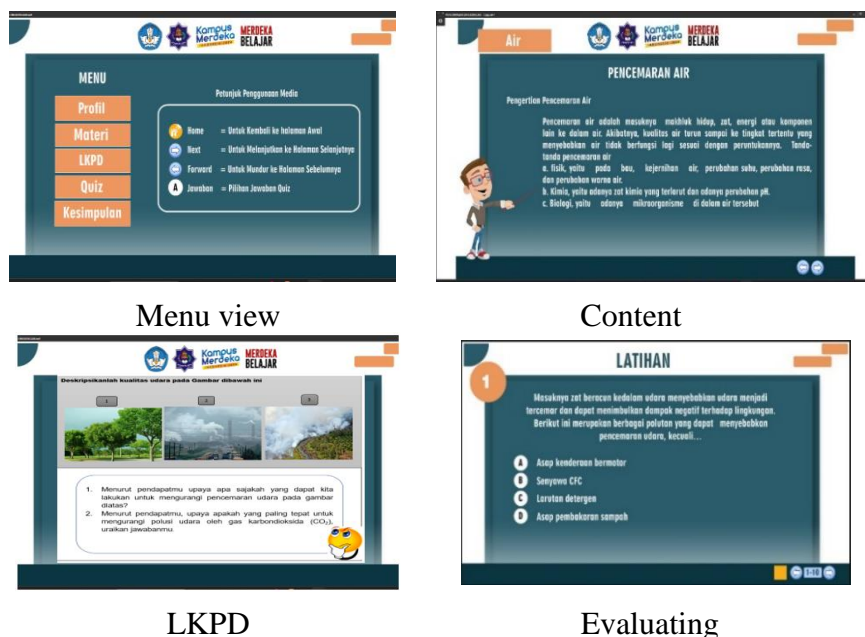 Kampus
Merdeka
MERDEKA
BELAJAR
MENU
Profil
Materi
LKPD
Quiz
Kesimpulan
Petunjuk Penggunaan Media
Home = Untuk Kembali ke halaman Awal
Next = Untuk Melanjutkan ke Halaman Selanjutnya
Forward = Untuk Mundur ke Halaman Sebelumnya
A Jawaban = Pilihan Jawaban Quiz
Menu view
Air
Kampus
Merdeka
MERDEKA
BELAJAR
PENCEMARAN AIR
Pengertian Pencemaran Air
Pencemaran air adalah masuknya makhluk hidup, zat, energi atau komponen
lain ke dalam air. Akibatnya, kualitas air turun sampai ke tingkat tertentu yang
menyebabkan air tidak berfungsi lagi sesuai dengan peruntukannya. Tanda-
tanda pencemaran air
a. fisik, yaitu pada bau, kejernihan air, perubahan suhu, perubahan rasa,
dan perubahan warna air.
b. Kimia, yaitu adanya zat kimia yang terlarut dan adanya perubahan pH.
c. Biologi, yaitu adanya mikroorganisme di dalam air tersebut
Content
Kampus
Merdeka
MERDEKA
BELAJAR
Deskripsikanlah kualitas udara pada Gambar dibawah ini
1 2 3
1. Menurut pendapatmu upaya apa sajakah yang dapat kita
lakukan untuk mengurangi pencemaran udara pada gambar
diatas?
2. Menurut pendapatmu, upaya apakah yang paling tepat untuk
mengurangi polusi udara oleh gas karbondioksida (CO₂),
uraikan jawabanmu.
LKPD
1
LATIHAN
Masuknya zat beracun kedalam udara menyebabkan udara menjadi
tercemar dan dapat menimbulkan dampak negatif terhadap lingkungan.
Berikut ini merupakan berbagai polutan yang dapat menyebabkan
pencemaran udara, kecuali...
A Asap kenderaan bermotor
B Senyawa CFC
C Larutan detergen
D Asap pembakaran sampah
1-10
Evaluating